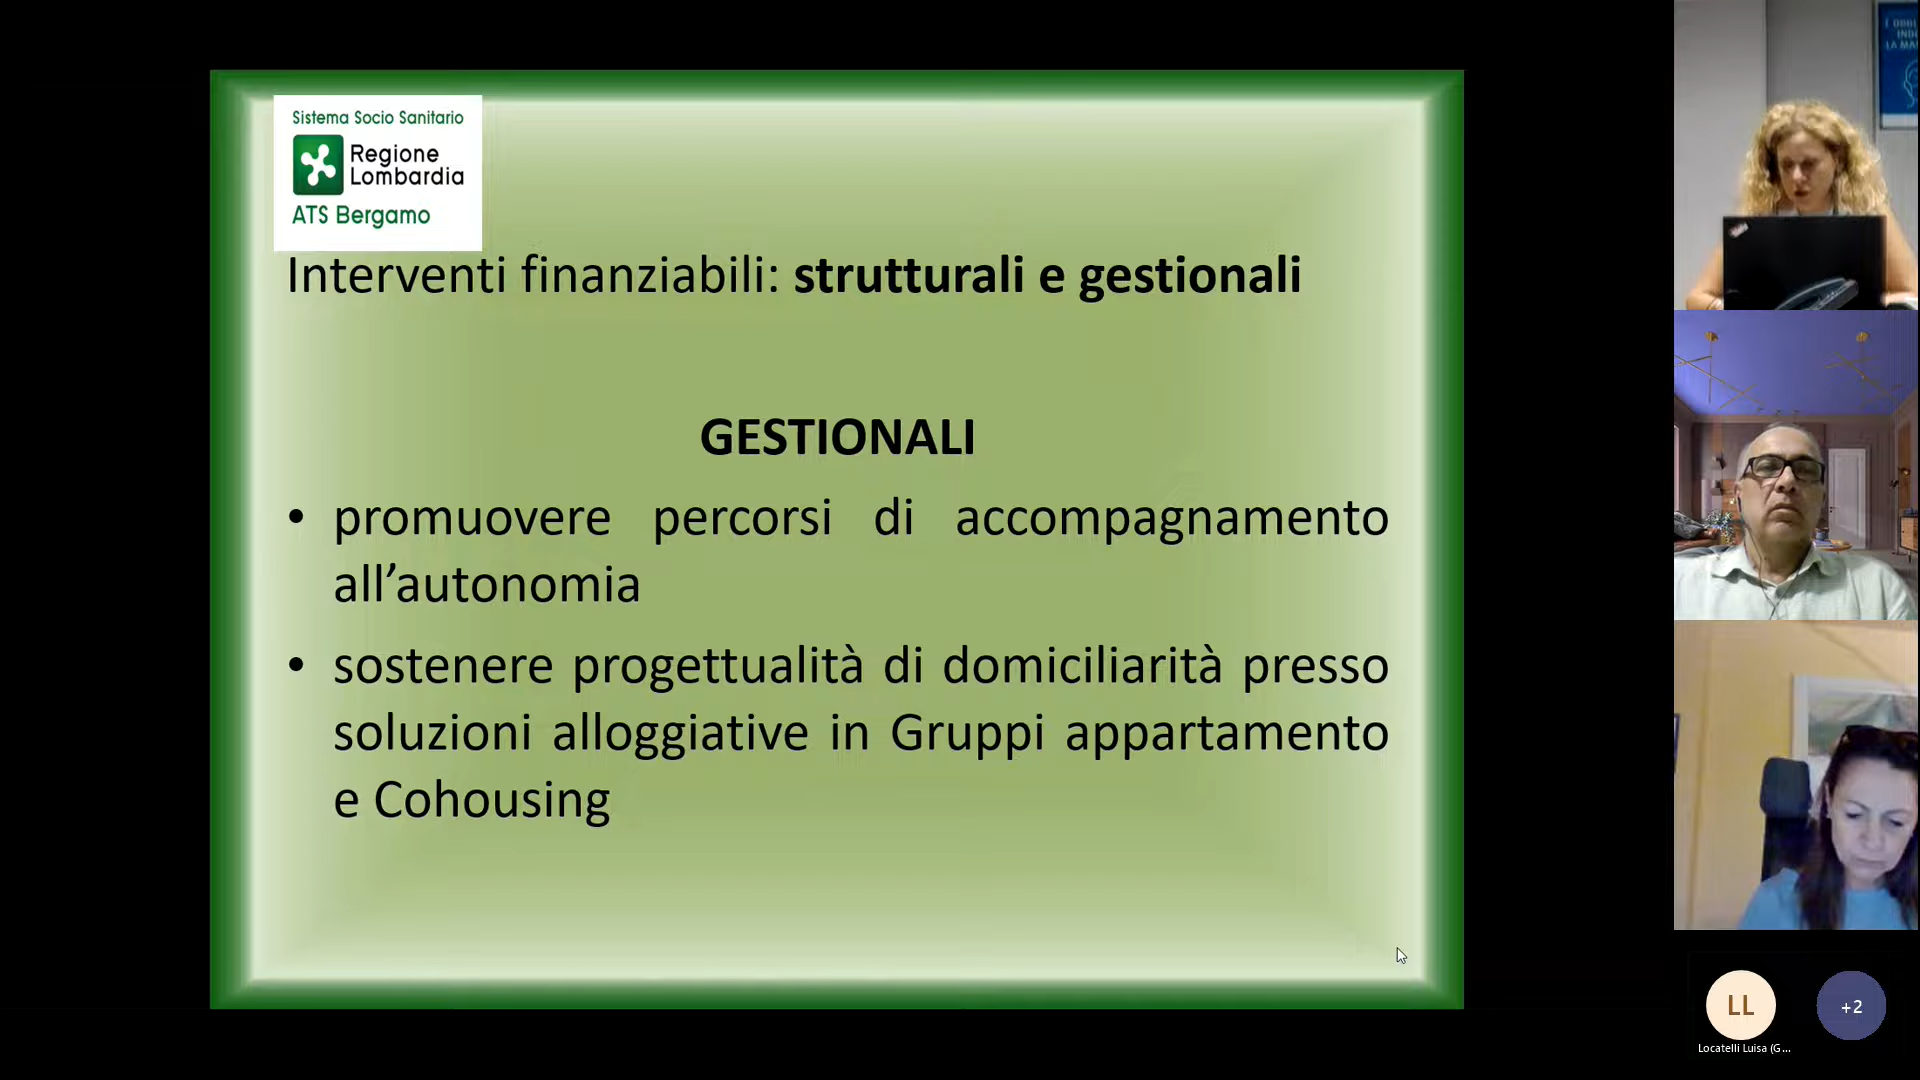 Sistema Socio Sanitario
Regione
Lombardia
ATS Bergamo
Interventi finanziabili: strutturali e gestionali
GESTIONALI
• promuovere percorsi di accompagnamento
all’autonomia
• sostenere progettualità di domiciliarità presso
soluzioni alloggiative in Gruppi appartamento
e Cohousing
LL
+2
Locatelli Luisa (G...